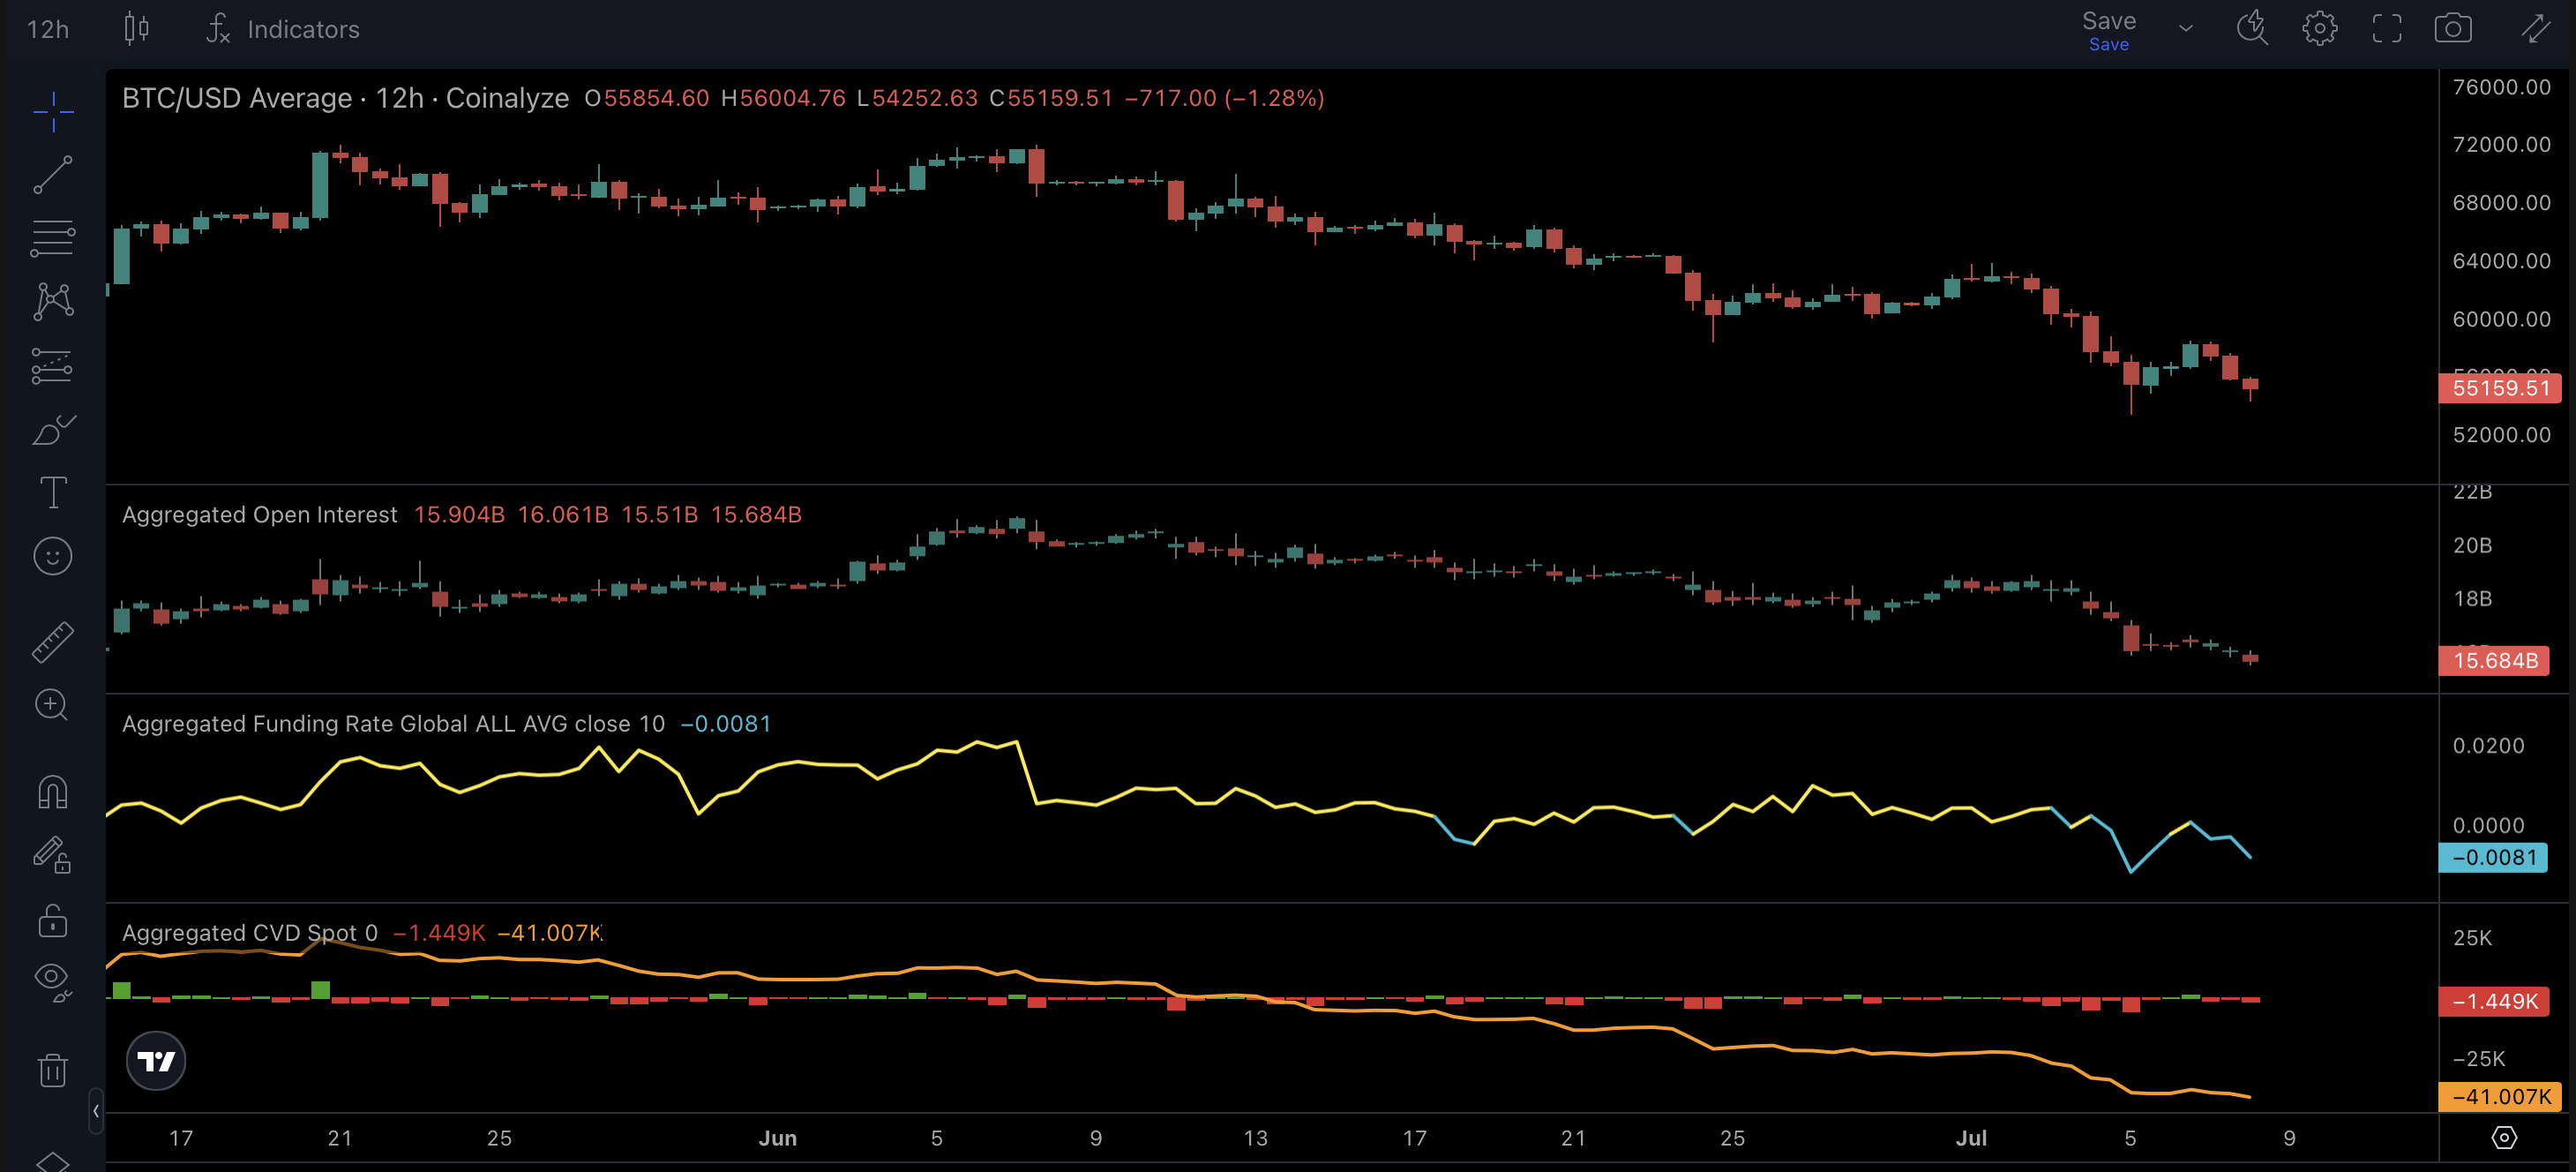 12h Indicators Save
Save
BTC/USD Average · 12h · Coinalyze O55854.60 H56004.76 L54252.63 C55159.51 −717.00 (−1.28%)
76000.00
72000.00
68000.00
64000.00
60000.00
55159.51
52000.00
Aggregated Open Interest 15.904B 16.061B 15.51B 15.684B
22B
20B
18B
15.684B
Aggregated Funding Rate Global ALL AVG close 10 −0.0081
0.0200
0.0000
−0.0081
Aggregated CVD Spot 0 −1.449K −41.007K
25K
−1.449K
−25K
−41.007K
17 21 25 Jun 5 9 13 17 21 25 Jul 5 9